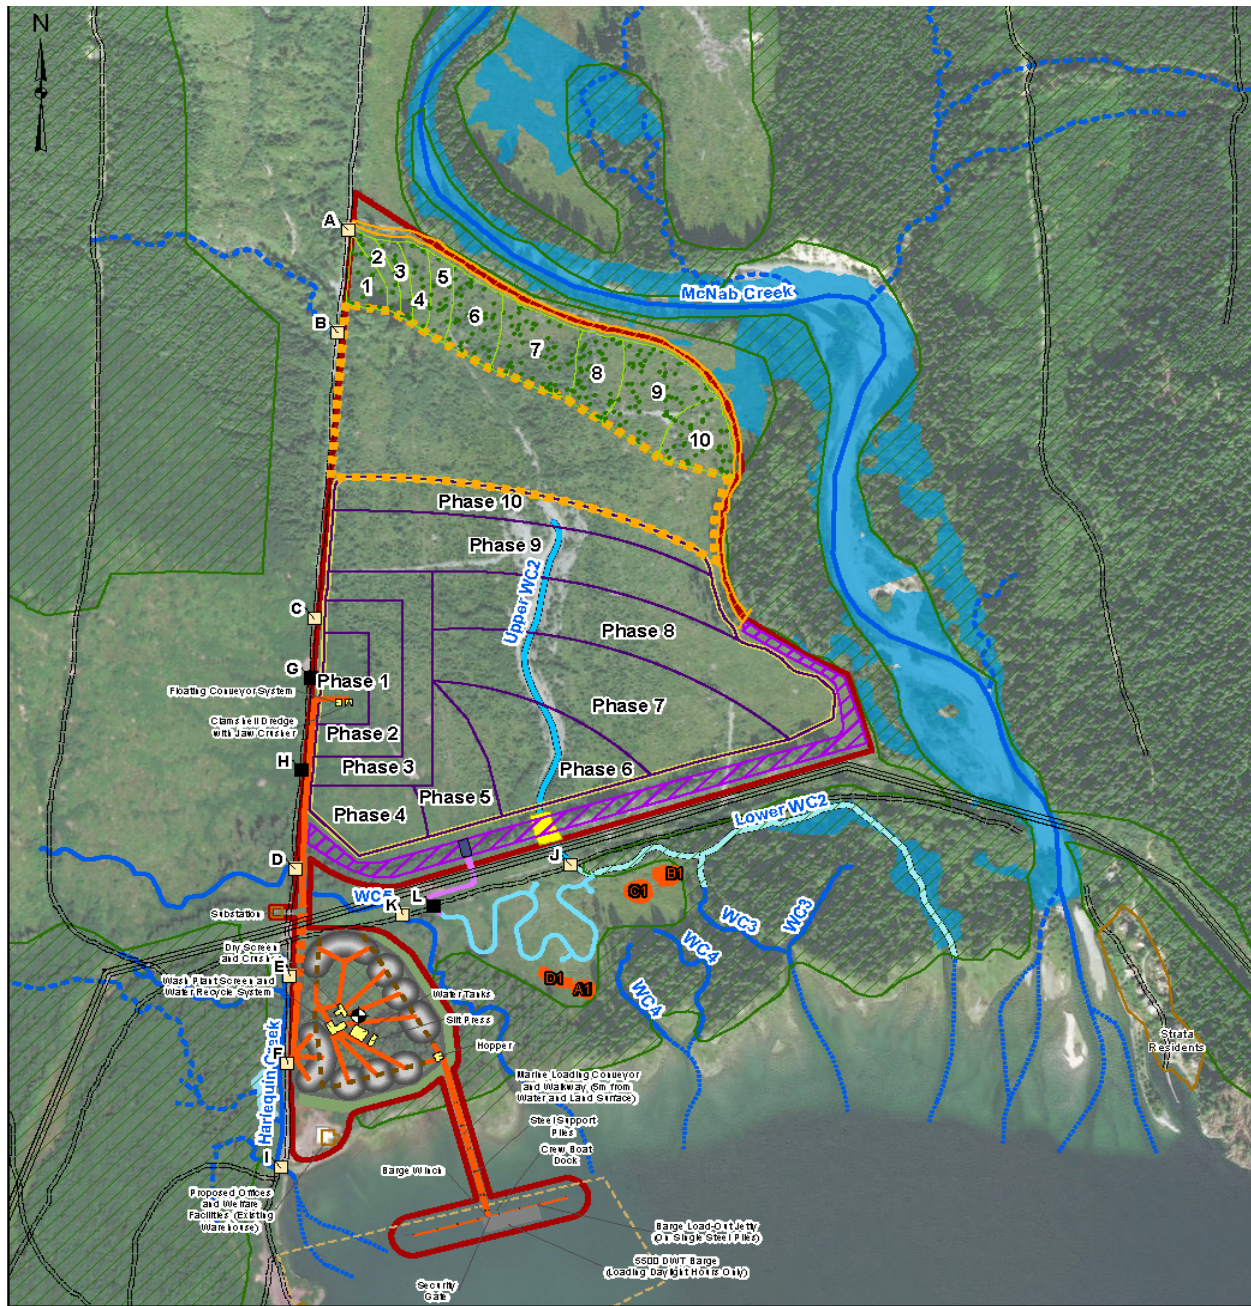 N
McNab Creek
A
2
3
5
1
4
6
B
7
8
9
10
Phase 10
Phase 9
Upper WC2
C
Phase 8
G
Phase 1
Floating Conveyor System
Phase 7
Clamshell Dredge
with Jaw Crusher
Phase 2
H
Phase 3
Phase 6
Phase 5
Phase 4
Lower WC2
J
D
B1
C1
WC5
L
K
Substation
WC3
WC3
WC4
WC4
Dry Screen
and Crusher
E
Wash Plant Screen and
Water Recycle System
D1
A1
Water Tanks
Silt Press
Hopper
F
Harlequin Creek
Strata
Residents
Marine Loading Conveyor
and Walkway (5m from
Water and Land Surface)
Steel Support
Piles
Crew Boat
Dock
I
Barge Winch
Proposed Offices
and Welfare
Facilities (Existing
Warehouse)
Barge Load-Out Jetty
(On Single Steel Piles)
5500 DWT Barge
(Loading Daylight Hours Only)
Security
Gate